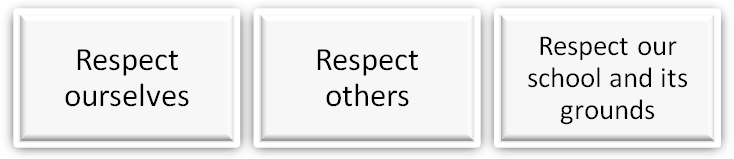 Respect
ourselves
Respect
others
Respect our
school and its
grounds